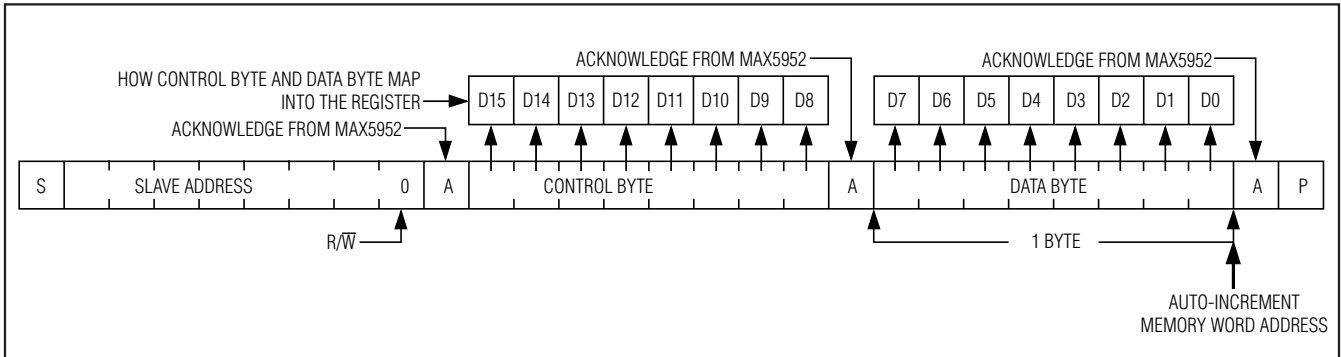 ACKNOWLEDGE FROM MAX5952
ACKNOWLEDGE FROM MAX5952
HOW CONTROL BYTE AND DATA BYTE MAP
INTO THE REGISTER
D15 D14 D13 D12 D11 D10 D9 D8
D7 D6 D5 D4 D3 D2 D1 D0
ACKNOWLEDGE FROM MAX5952
S SLAVE ADDRESS 0 A CONTROL BYTE A DATA BYTE A P
R/W̅
1 BYTE
AUTO-INCREMENT
MEMORY WORD ADDRESS